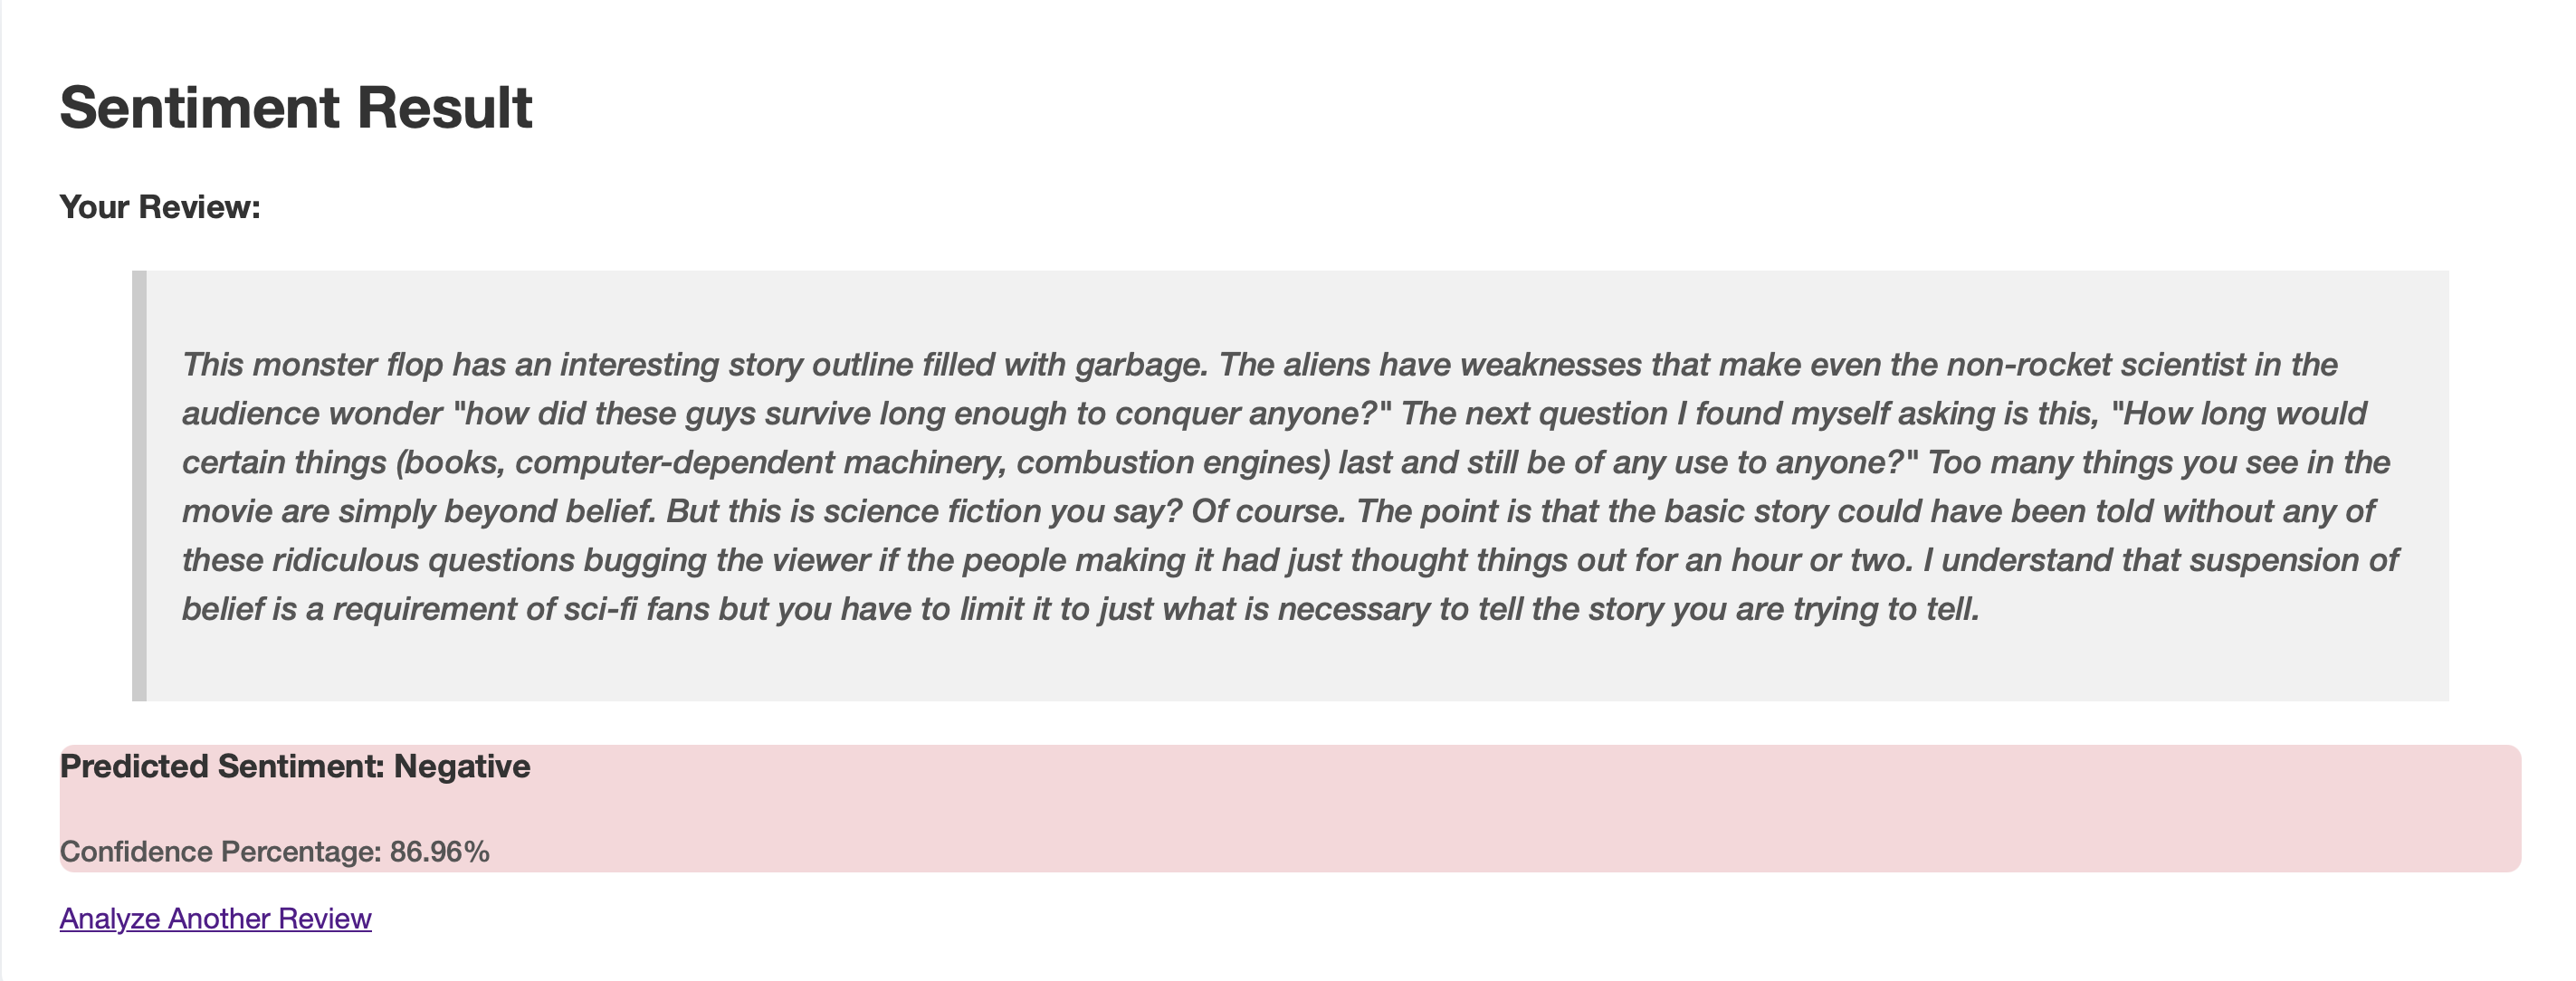 Sentiment Result
Your Review:
This monster flop has an interesting story outline filled with garbage. The aliens have weaknesses that make even the non-rocket scientist in the
audience wonder "how did these guys survive long enough to conquer anyone?" The next question I found myself asking is this, "How long would
certain things (books, computer-dependent machinery, combustion engines) last and still be of any use to anyone?" Too many things you see in the
movie are simply beyond belief. But this is science fiction you say? Of course. The point is that the basic story could have been told without any of
these ridiculous questions bugging the viewer if the people making it had just thought things out for an hour or two. I understand that suspension of
belief is a requirement of sci-fi fans but you have to limit it to just what is necessary to tell the story you are trying to tell.
Predicted Sentiment: Negative
Confidence Percentage: 86.96%
Analyze Another Review